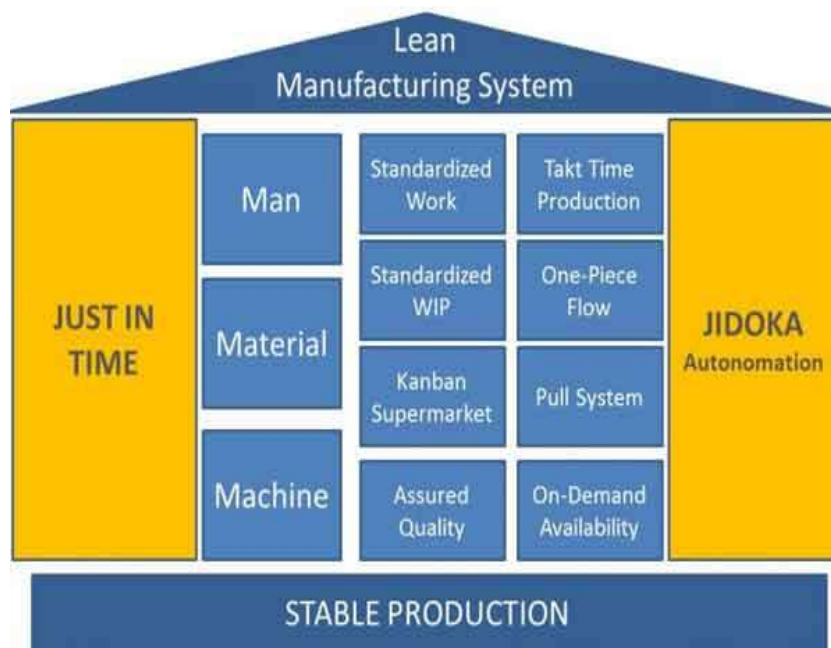 Lean
Manufacturing System
JUST IN
TIME
Man
Material
Machine
Standardized
Work
Standardized
WIP
Kanban
Supermarket
Assured
Quality
Takt Time
Production
One-Piece
Flow
Pull System
On-Demand
Availability
JIDOKA
Autonomation
STABLE PRODUCTION